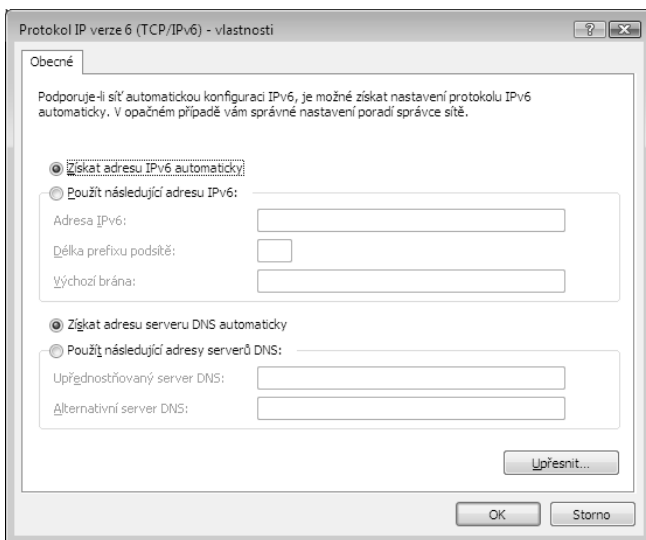 Protokol IP verze 6 (TCP/IPv6) - vlastnosti
Obecné
Podporuje-li síť automatickou konfiguraci IPv6, je možné získat nastavení protokolu IPv6
automaticky. V opačném případě vám správné nastavení poradí správce sítě.
Získat adresu IPv6 automaticky
Použít následující adresu IPv6:
Adresa IPv6:
Délka prefixu podsítě:
Výchozí brána:
Získat adresu serveru DNS automaticky
Použít následující adresy serverů DNS:
Upřednostňovaný server DNS:
Alternativní server DNS:
Upřesnit...
OK Storno